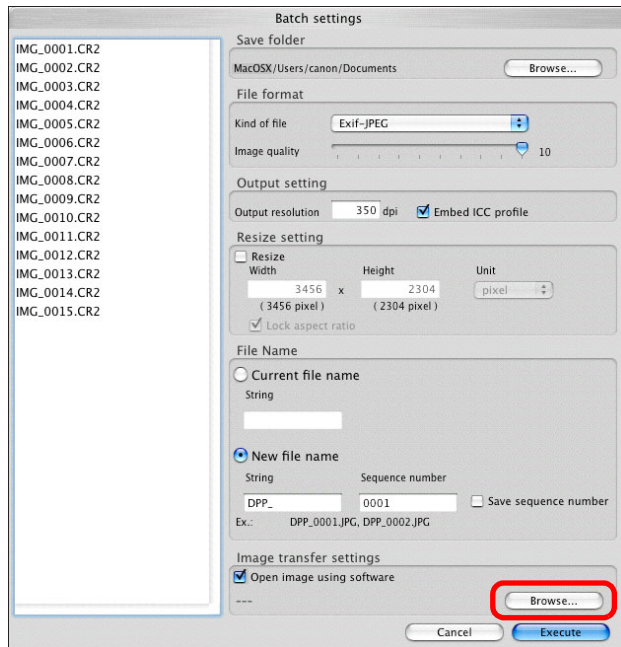 Batch settings
IMG_0001.CR2
IMG_0002.CR2
IMG_0003.CR2
IMG_0004.CR2
IMG_0005.CR2
IMG_0006.CR2
IMG_0007.CR2
IMG_0008.CR2
IMG_0009.CR2
IMG_0010.CR2
IMG_0011.CR2
IMG_0012.CR2
IMG_0013.CR2
IMG_0014.CR2
IMG_0015.CR2
Save folder
MacOSX/Users/canon/Documents Browse...
File format
Kind of file Exif-JPEG
Image quality 10
Output setting
Output resolution 350 dpi Embed ICC profile
Resize setting
Resize
Width Height Unit
3456 x 2304 pixel
( 3456 pixel ) ( 2304 pixel )
Lock aspect ratio
File Name
Current file name
String
New file name
String Sequence number
DPP_ 0001 Save sequence number
Ex.: DPP_0001.JPG, DPP_0002.JPG
Image transfer settings
Open image using software
--- Browse...
Cancel Execute